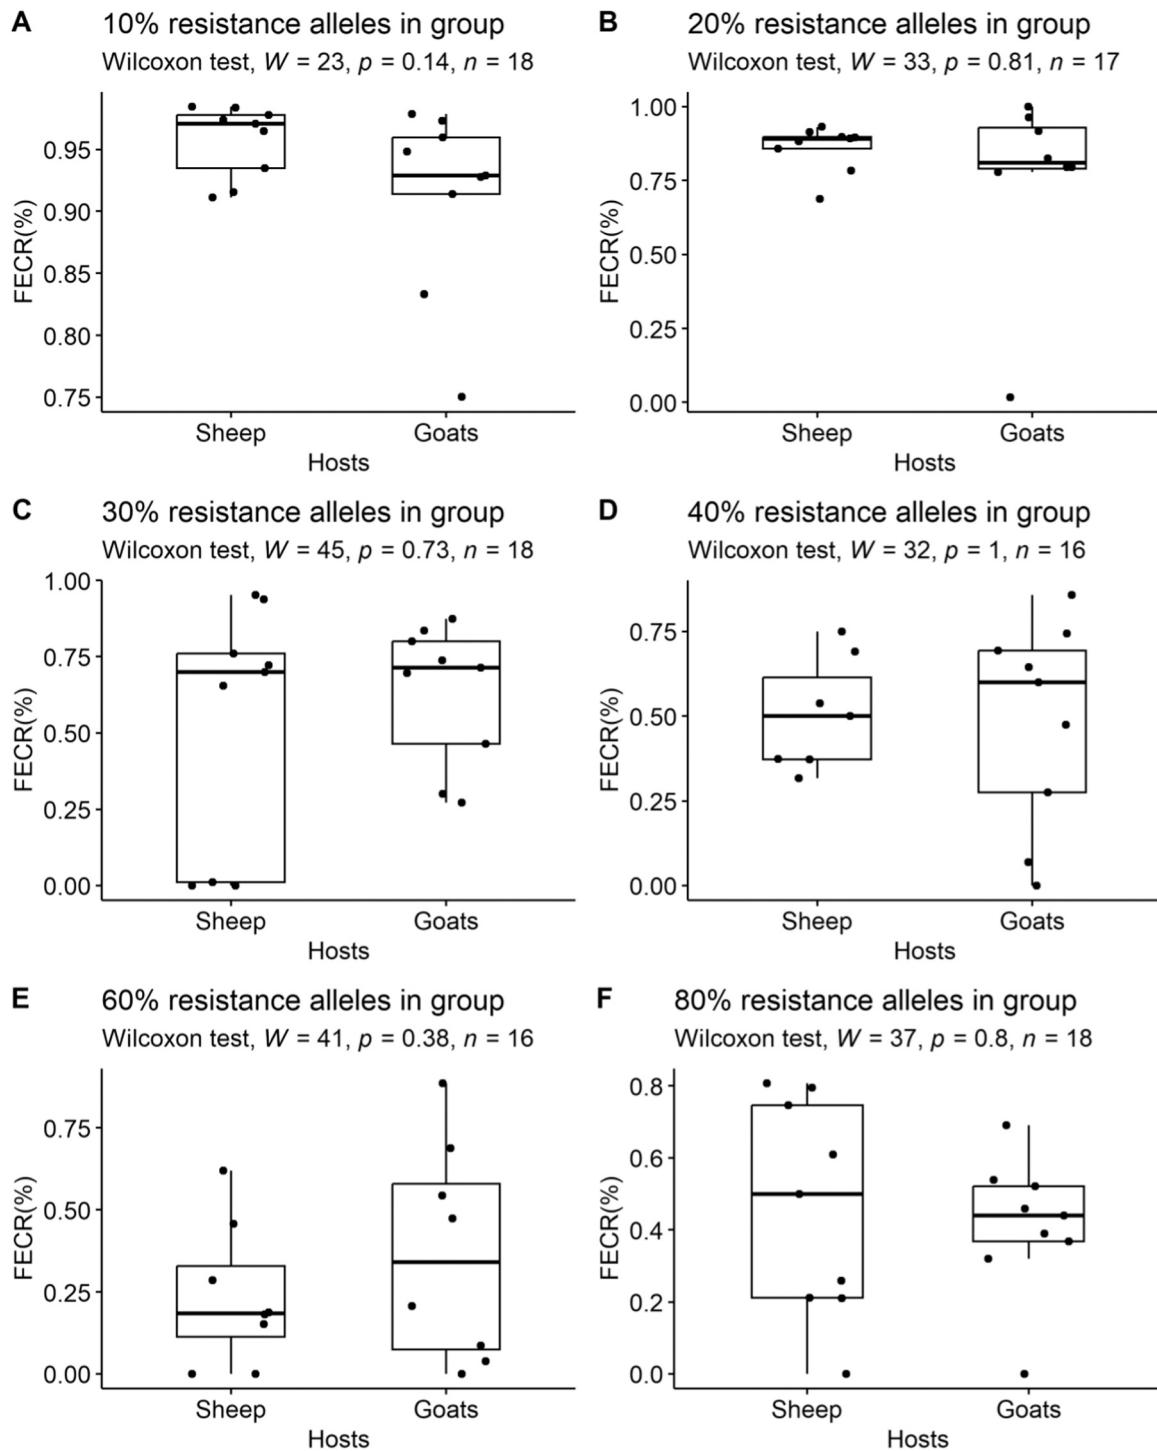 A 10% resistance alleles in group
Wilcoxon test, W = 23, p = 0.14, n = 18
FECR(%)
0.95
0.90
0.85
0.80
0.75
Sheep Goats
Hosts
B 20% resistance alleles in group
Wilcoxon test, W = 33, p = 0.81, n = 17
FECR(%)
1.00
0.75
0.50
0.25
0.00
Sheep Goats
Hosts
C 30% resistance alleles in group
Wilcoxon test, W = 45, p = 0.73, n = 18
FECR(%)
1.00
0.75
0.50
0.25
0.00
Sheep Goats
Hosts
D 40% resistance alleles in group
Wilcoxon test, W = 32, p = 1, n = 16
FECR(%)
0.75
0.50
0.25
0.00
Sheep Goats
Hosts
E 60% resistance alleles in group
Wilcoxon test, W = 41, p = 0.38, n = 16
FECR(%)
0.75
0.50
0.25
0.00
Sheep Goats
Hosts
F 80% resistance alleles in group
Wilcoxon test, W = 37, p = 0.8, n = 18
FECR(%)
0.8
0.6
0.4
0.2
0.0
Sheep Goats
Hosts